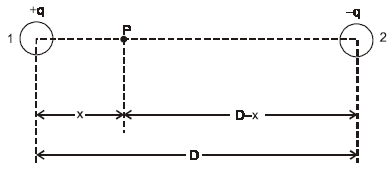 +q –q
1 P 2
x D–x
D